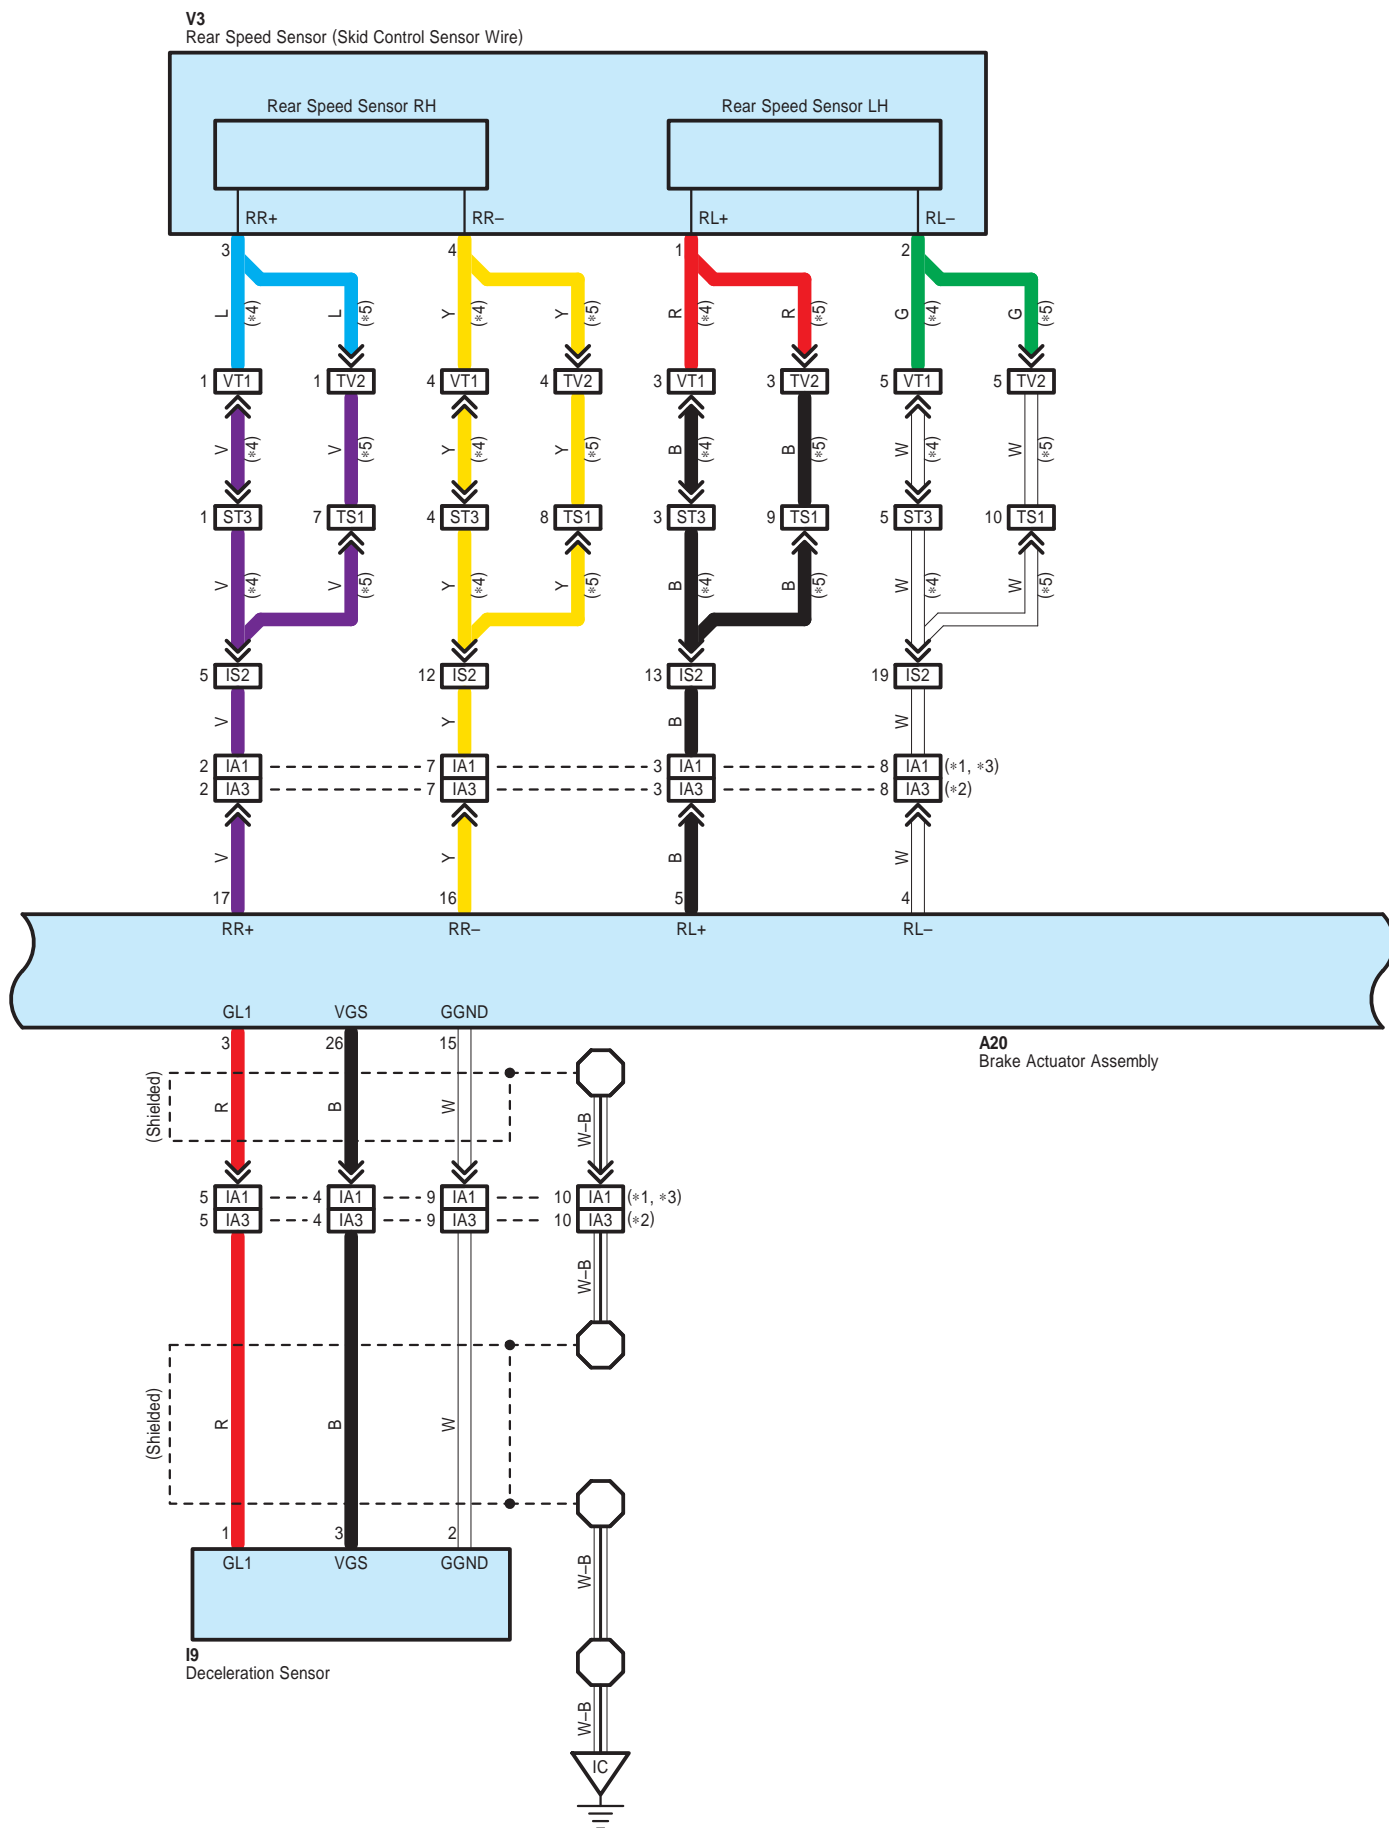 V3
Rear Speed Sensor (Skid Control Sensor Wire)
Rear Speed Sensor RH Rear Speed Sensor LH
RR+ RR– RL+ RL–
3 4 1 2
L (*4) L (*5) Y (*4) Y (*5) R (*4) R (*5) G (*4) G (*5)
1 VT1 1 TV2 4 VT1 4 TV2 3 VT1 3 TV2 5 VT1 5 TV2
V (*4) V (*5) Y (*4) Y (*5) B (*4) B (*5) W (*4) W (*5)
1 ST3 7 TS1 4 ST3 8 TS1 3 ST3 9 TS1 5 ST3 10 TS1
V (*4) V (*5) Y (*4) Y (*5) B (*4) B (*5) W (*4) W (*5)
5 IS2 12 IS2 13 IS2 19 IS2
V Y B W
2 IA1 7 IA1 3 IA1 8 IA1 (*1, *3)
2 IA3 7 IA3 3 IA3 8 IA3 (*2)
V Y B W
17 16 5 4
RR+ RR– RL+ RL–
GL1 VGS GGND
3 26 15
A20
Brake Actuator Assembly
(Shielded) R B W W–B
5 IA1 4 IA1 9 IA1 10 IA1 (*1, *3)
5 IA3 4 IA3 9 IA3 10 IA3 (*2)
W–B
(Shielded) R B W
1 3 2
GL1 VGS GGND
W–B
I9
Deceleration Sensor
W–B
IC